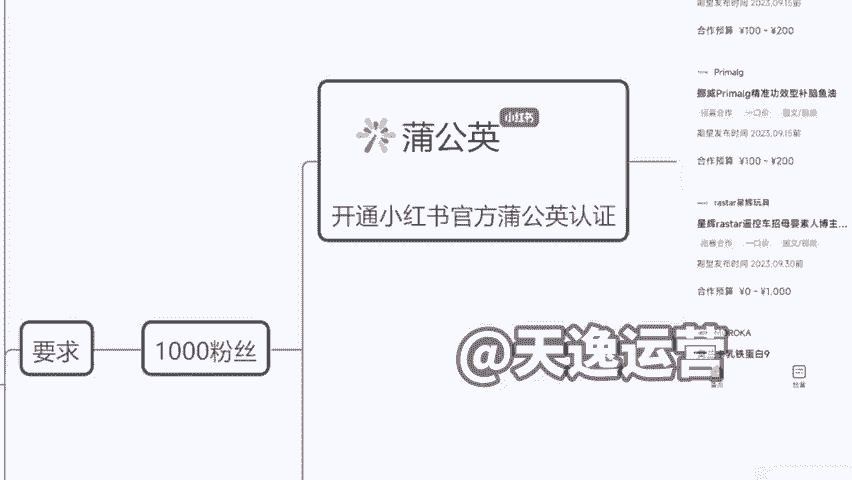 期望发布时间 2023.09.15前
合作预算 ¥100 - ¥200
Primalg
挪威Primalg精准功效型补脑鱼油
招募合作 一口价 图文/视频
期望发布时间 2023.09.15前
合作预算 ¥100 - ¥200
小红书
蒲公英
开通小红书官方蒲公英认证
rastar星辉玩具
星辉rastar遥控车招母婴素人博主...
招募合作 一口价 图文/视频
期望发布时间 2023.09.30前
合作预算 ¥0 - ¥1,000
要求
1000粉丝
@天逸运营
ROKA
乳铁蛋白9